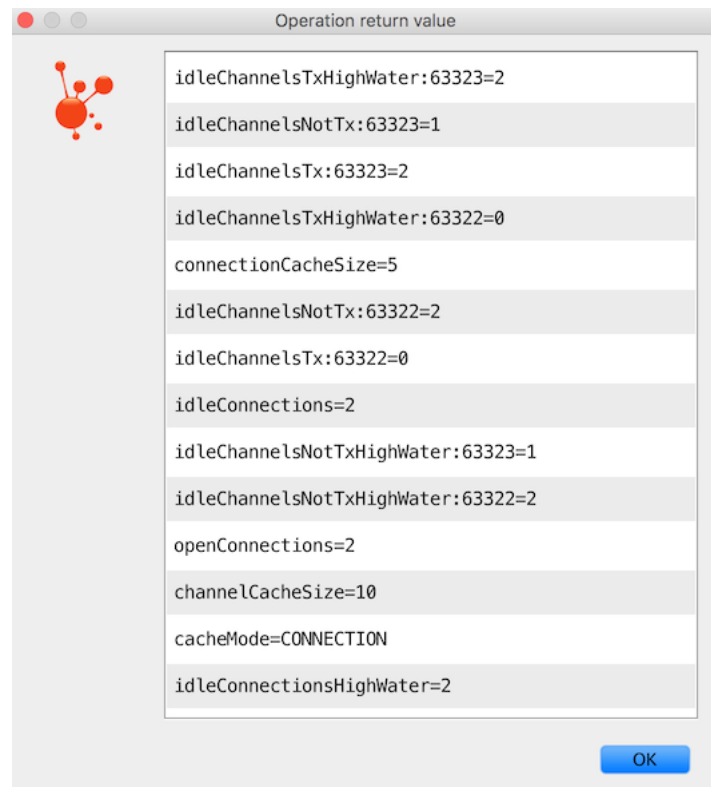 Operation return value
idleChannelsTxHighWater:63323=2
idleChannelsNotTx:63323=1
idleChannelsTx:63323=2
idleChannelsTxHighWater:63322=0
connectionCacheSize=5
idleChannelsNotTx:63322=2
idleChannelsTx:63322=0
idleConnections=2
idleChannelsNotTxHighWater:63323=1
idleChannelsNotTxHighWater:63322=2
openConnections=2
channelCacheSize=10
cacheMode=CONNECTION
idleConnectionsHighWater=2
OK